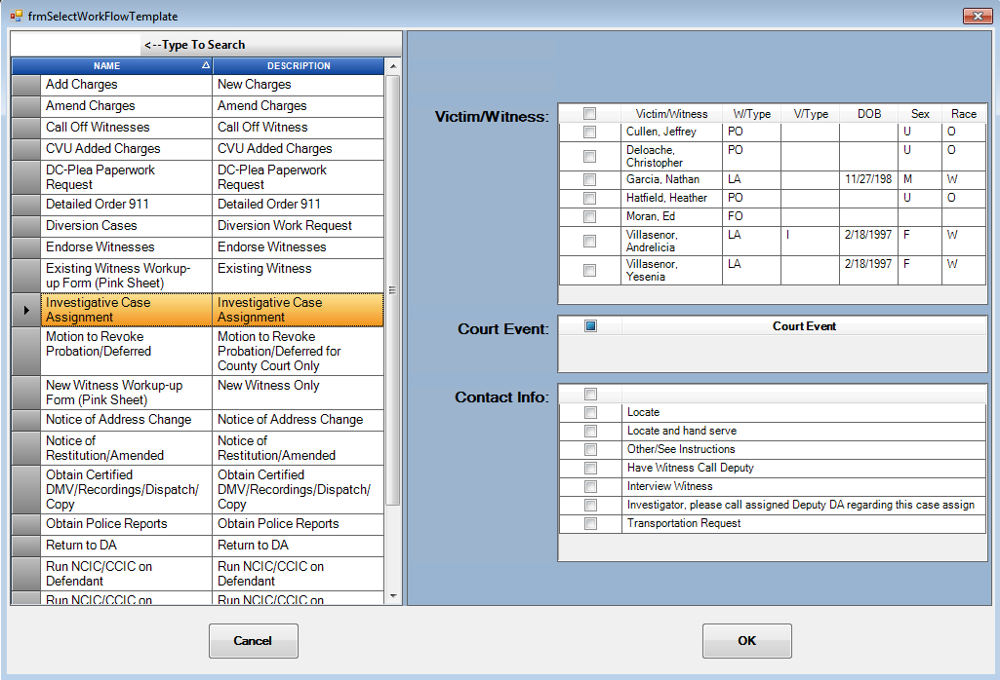 frmSelectWorkFlowTemplate
<--Type To Search
NAME DESCRIPTION
Add Charges New Charges
Amend Charges Amend Charges
Call Off Witnesses Call Off Witness
CVU Added Charges CVU Added Charges
DC-Plea Paperwork DC-Plea Paperwork
Request Request
Detailed Order 911 Detailed Order 911
Diversion Cases Diversion Work Request
Endorse Witnesses Endorse Witnesses
Existing Witness Workup- Existing Witness
up Form (Pink Sheet)
Investigative Case Investigative Case
Assignment Assignment
Motion to Revoke Motion to Revoke
Probation/Deferred Probation/Deferred for
County Court Only
New Witness Workup-up New Witness Only
Form (Pink Sheet)
Notice of Address Change Notice of Address Change
Notice of Notice of
Restitution/Amended Restitution/Amended
Obtain Certified Obtain Certified
DMV/Recordings/Dispatch/ DMV/Recordings/Dispatch/
Copy Copy
Obtain Police Reports Obtain Police Reports
Return to DA Return to DA
Run NCIC/CCIC on Run NCIC/CCIC on
Defendant Defendant
Run NCIC/CCIC on Run NCIC/CCIC on
Cancel
Victim/Witness:
Victim/Witness W/Type V/Type DOB Sex Race
Cullen, Jeffrey PO U O
Deloache, PO U O
Christopher
Garcia, Nathan LA 11/27/198 M W
Hatfield, Heather PO U O
Moran, Ed FO
Villasenor, LA I 2/18/1997 F W
Andrelicia
Villasenor, LA 2/18/1997 F W
Yesenia
Court Event:
Court Event
Contact Info:
Locate
Locate and hand serve
Other/See Instructions
Have Witness Call Deputy
Interview Witness
Investigator, please call assigned Deputy DA regarding this case assign
Transportation Request
OK